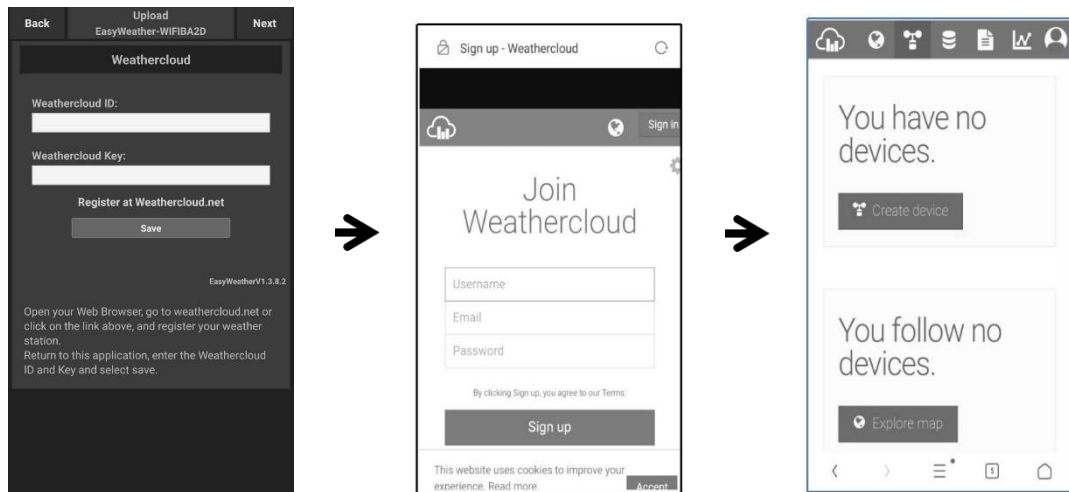 Back
Upload
EasyWeather-WIFIBA2D
Next
Weathercloud
Weathercloud ID:
Weathercloud Key:
Register at Weathercloud.net
Save
EasyWeatherV1.3.8.2
Open your Web Browser, go to weathercloud.net or
click on the link above, and register your weather
station.
Return to this application, enter the Weathercloud
ID and Key and select save.
Sign up - Weathercloud
Sign in
Join
Weathercloud
Username
Email
Password
By clicking Sign up, you agree to our Terms.
Sign up
This website uses cookies to improve your
experience. Read more.
Accept
You have no
devices.
Create device
You follow no
devices.
Explore map